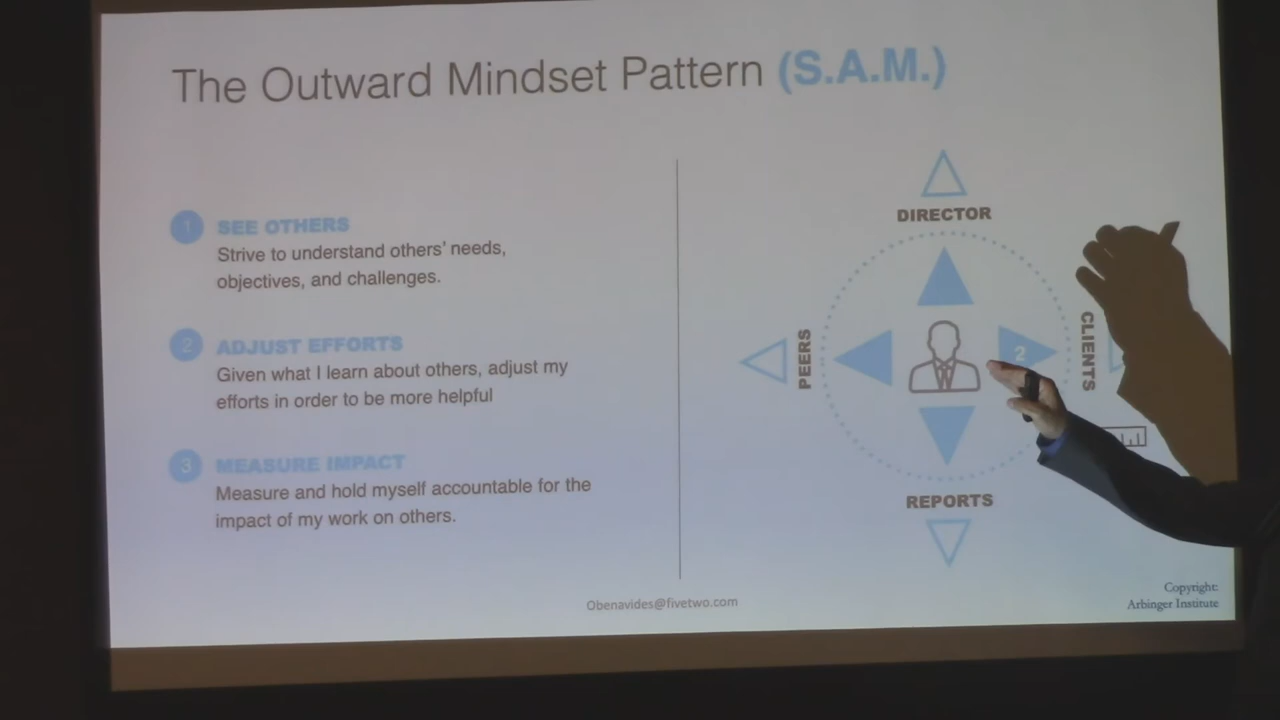 The Outward Mindset Pattern (S.A.M.)
1 SEE OTHERS
Strive to understand others' needs,
objectives, and challenges.
2 ADJUST EFFORTS
Given what I learn about others, adjust my
efforts in order to be more helpful
3 MEASURE IMPACT
Measure and hold myself accountable for the
impact of my work on others.
DIRECTOR
PEERS
2
CLIENTS
REPORTS
Obenavides@fivetwo.com
Copyright:
Arbinger Institute